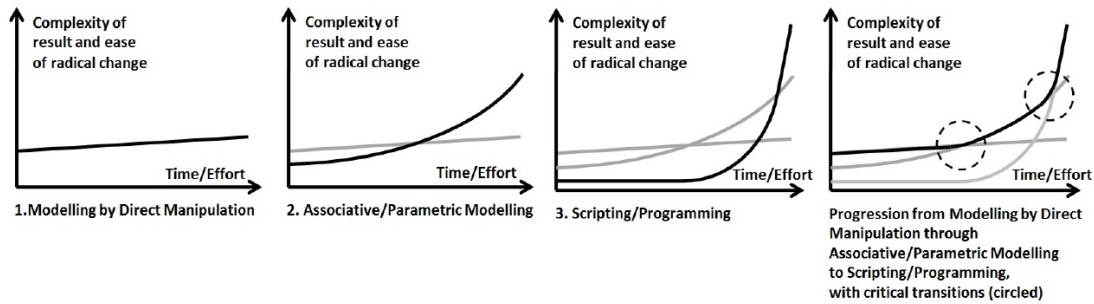 Complexity of
result and ease
of radical change
Time/Effort
1.Modelling by Direct Manipulation
Complexity of
result and ease
of radical change
Time/Effort
2. Associative/Parametric Modelling
Complexity of
result and ease
of radical change
Time/Effort
3. Scripting/Programming
Complexity of
result and ease
of radical change
Time/Effort
Progression from Modelling by Direct
Manipulation through
Associative/Parametric Modelling
to Scripting/Programming,
with critical transitions (circled)